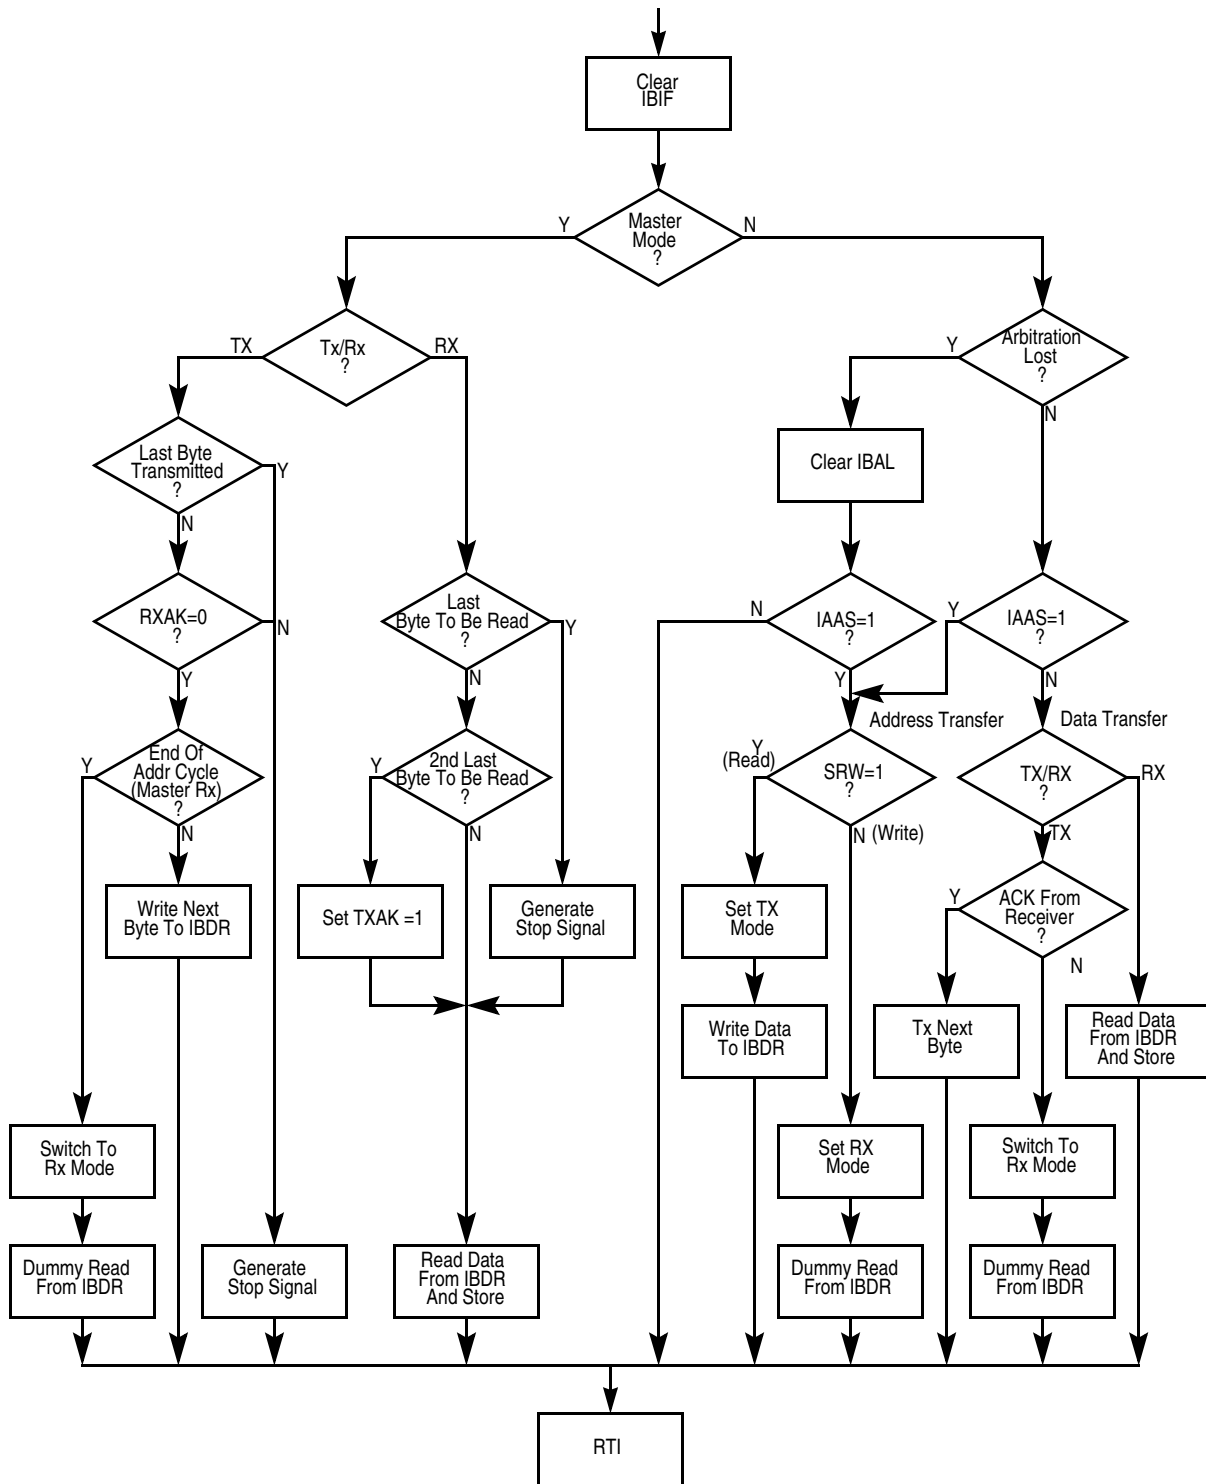 Clear
IBIF
Master
Mode
?
Y
N
Tx/Rx
?
TX
RX
Arbitration
Lost
?
Y
N
Last Byte
Transmitted
?
Y
N
Clear IBAL
RXAK=0
?
N
Y
Last
Byte To Be Read
?
Y
N
IAAS=1
?
N
Y
IAAS=1
?
Y
N
Address Transfer
Data Transfer
End Of
Addr Cycle
(Master Rx)
?
Y
N
2nd Last
Byte To Be Read
?
Y
N
Y
(Read)
SRW=1
?
N (Write)
TX/RX
?
RX
TX
Write Next
Byte To IBDR
Set TXAK =1
Generate
Stop Signal
Set TX
Mode
ACK From
Receiver
?
Y
N
Write Data
To IBDR
Tx Next
Byte
Read Data
From IBDR
And Store
Switch To
Rx Mode
Set RX
Mode
Switch To
Rx Mode
Dummy Read
From IBDR
Generate
Stop Signal
Read Data
From IBDR
And Store
Dummy Read
From IBDR
Dummy Read
From IBDR
RTI